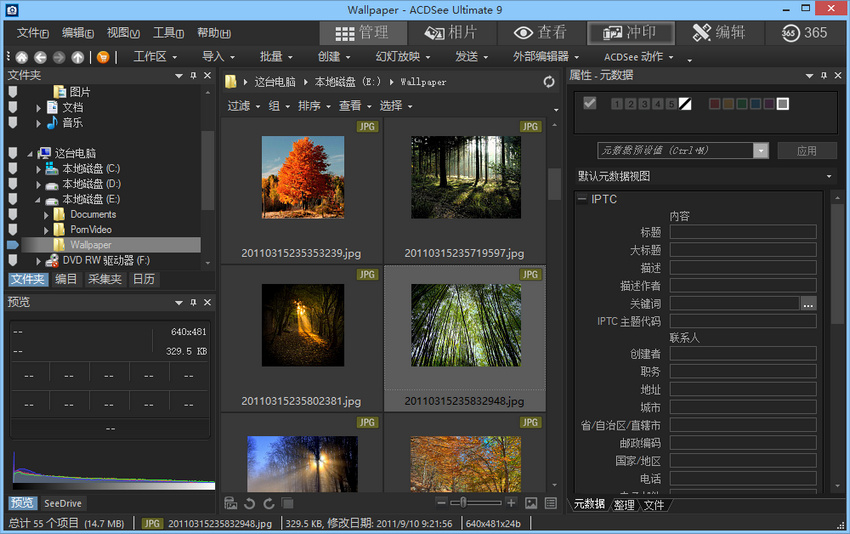 Wallpaper - ACDSee Ultimate 9
文件(F) 编辑(E) 视图(V) 工具(T) 帮助(H) 管理 相片 查看 冲印 编辑 365 365
工作区 导入 批量 创建 幻灯放映 发送 外部编辑器 ACDSee 动作
文件夹
图片
文档
音乐
这台电脑
本地磁盘 (C:)
本地磁盘 (D:)
本地磁盘 (E:)
Documents
PornVideo
Wallpaper
DVD RW 驱动器 (F:)
文件夹 编目 采集夹 日历
预览
-- 640x481
-- 329.5 KB
-- -- -- -- --
-- -- -- -- --
--
预览 SeeDrive
这台电脑 本地磁盘 (E:) Wallpaper
过滤 组 排序 查看 选择
JPG JPG
20110315235353239.jpg 20110315235719597.jpg
JPG JPG
20110315235802381.jpg 20110315235832948.jpg
JPG JPG
属性 - 元数据
1 2 3 4 5
元数据预设值 (Ctrl+M) 应用
默认元数据视图
IPTC
内容
标题
大标题
描述
描述作者
关键词 ...
IPTC 主题代码
联系人
创建者
职务
地址
城市
省/自治区/直辖市
邮政编码
国家/地区
电话
元数据 整理 文件
总计 55 个项目 (14.7 MB) JPG 20110315235832948.jpg 329.5 KB, 修改日期: 2011/9/10 9:21:56 640x481x24b